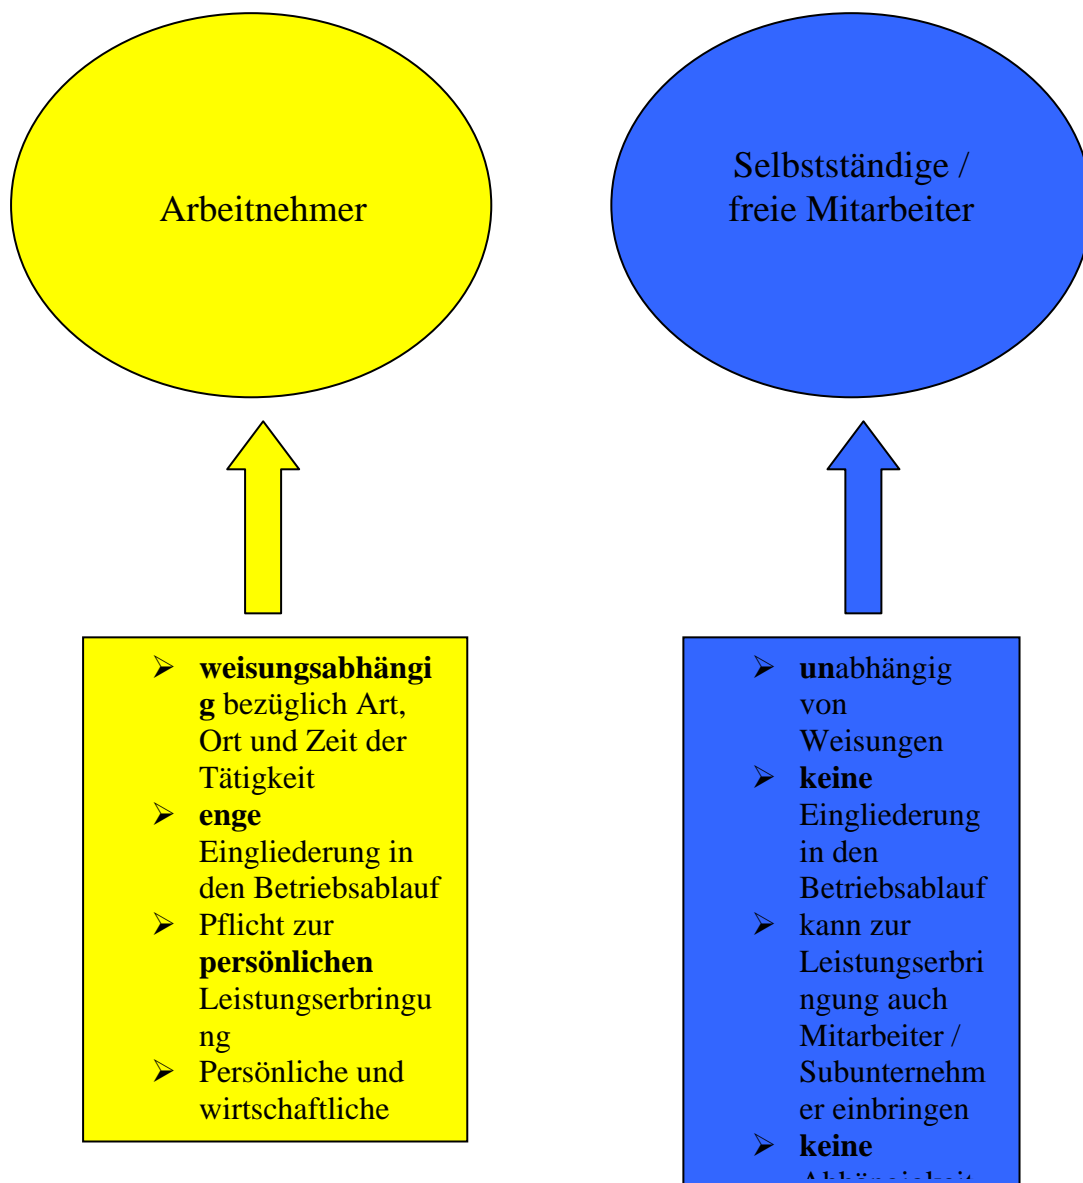 Arbeitnehmer
Selbstständige /
freie Mitarbeiter
➢ weisungsabhängi
g bezüglich Art,
Ort und Zeit der
Tätigkeit
➢ enge
Eingliederung in
den Betriebsablauf
➢ Pflicht zur
persönlichen
Leistungserbringu
ng
➢ Persönliche und
wirtschaftliche
➢ unabhängig
von
Weisungen
➢ keine
Eingliederung
in den
Betriebsablauf
➢ kann zur
Leistungserbri
ngung auch
Mitarbeiter /
Subunternehm
er einbringen
➢ keine